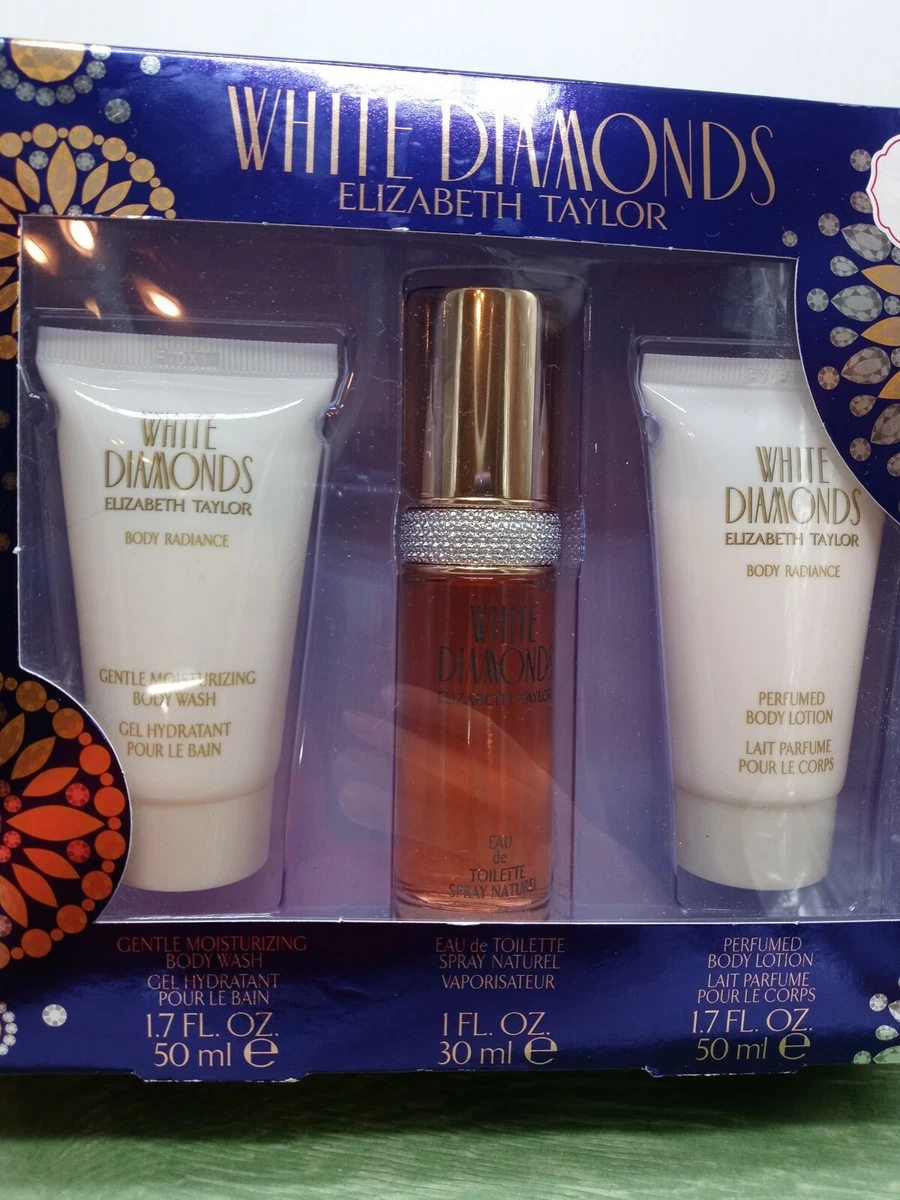 WHITE DIAMONDS
ELIZABETH TAYLOR
WHITE
DIAMONDS
ELIZABETH TAYLOR
BODY RADIANCE
GENTLE MOISTURIZING
BODY WASH
GEL HYDRATANT
POUR LE BAIN
WHITE
DIAMONDS
ELIZABETH TAYLOR
EAU
de
TOILETTE
SPRAY NATUREL
WHITE
DIAMONDS
ELIZABETH TAYLOR
BODY RADIANCE
PERFUMED
BODY LOTION
LAIT PARFUME
POUR LE CORPS
GENTLE MOISTURIZING
BODY WASH
GEL HYDRATANT
POUR LE BAIN
1.7 FL. OZ.
50 ml ℮
EAU de TOILETTE
SPRAY NATUREL
VAPORISATEUR
1 FL. OZ.
30 ml ℮
PERFUMED
BODY LOTION
LAIT PARFUME
POUR LE CORPS
1.7 FL. OZ.
50 ml ℮